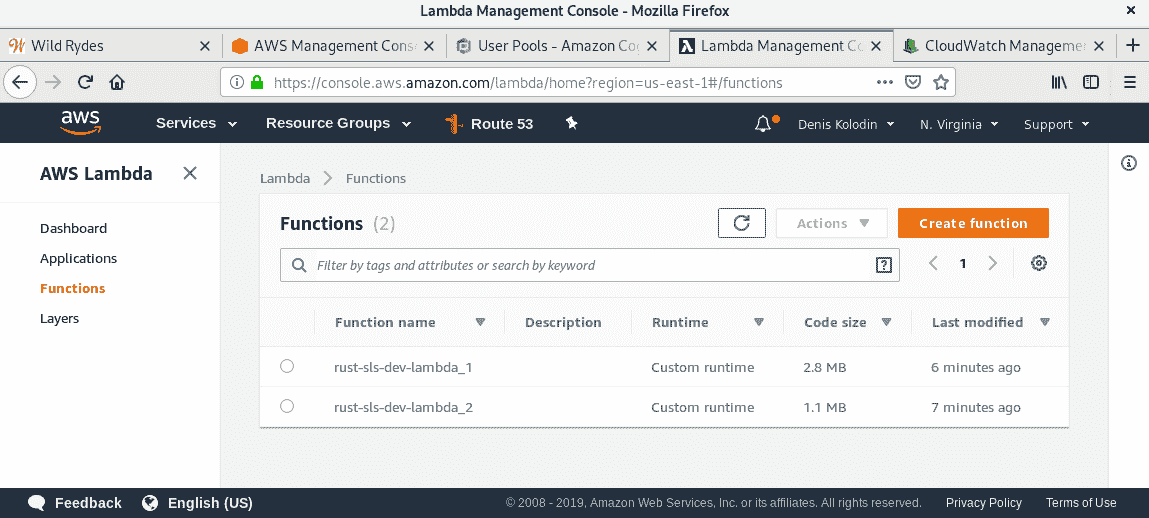 Lambda Management Console - Mozilla Firefox
Wild Rydes
AWS Management Cons
User Pools - Amazon Cog
Lambda Management Co
CloudWatch Managemen
https://console.aws.amazon.com/lambda/home?region=us-east-1#/functions
aws
Services
Resource Groups
Route 53
Denis Kolodin
N. Virginia
Support
AWS Lambda
Dashboard
Applications
Functions
Layers
Lambda > Functions
Functions (2)
Actions
Create function
Filter by tags and attributes or search by keyword
?
1
Function name Description Runtime Code size Last modified
rust-sls-dev-lambda_1 Custom runtime 2.8 MB 6 minutes ago
rust-sls-dev-lambda_2 Custom runtime 1.1 MB 7 minutes ago
Feedback
English (US)
© 2008 - 2019, Amazon Web Services, Inc. or its affiliates. All rights reserved.
Privacy Policy
Terms of Use